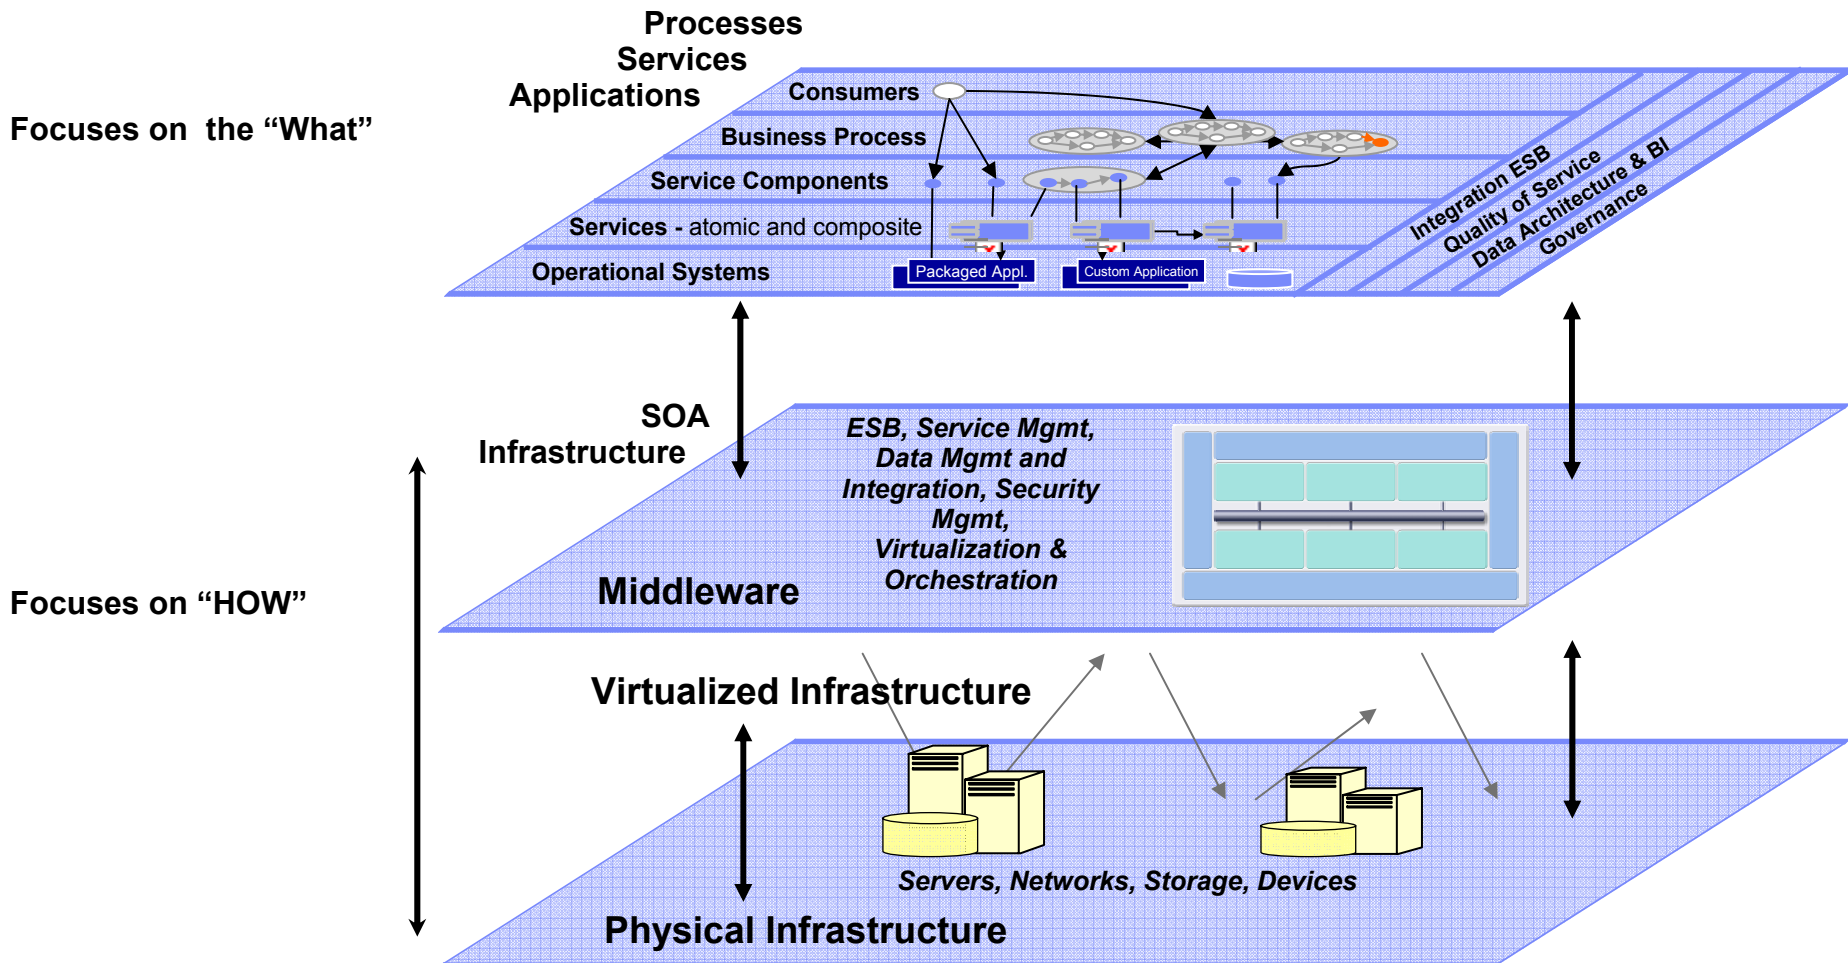 Processes
Services
Applications
Focuses on  the “What”
Consumers
Business Process
Service Components
Services - atomic and composite
Operational Systems
Packaged Appl.
Custom Application
Integration ESB
Quality of Service
Data Architecture & BI
Governance
SOA
Infrastructure
ESB, Service Mgmt,
Data Mgmt and
Integration, Security
Mgmt,
Virtualization &
Orchestration
Middleware
Focuses on “HOW”
Virtualized Infrastructure
Servers, Networks, Storage, Devices
Physical Infrastructure